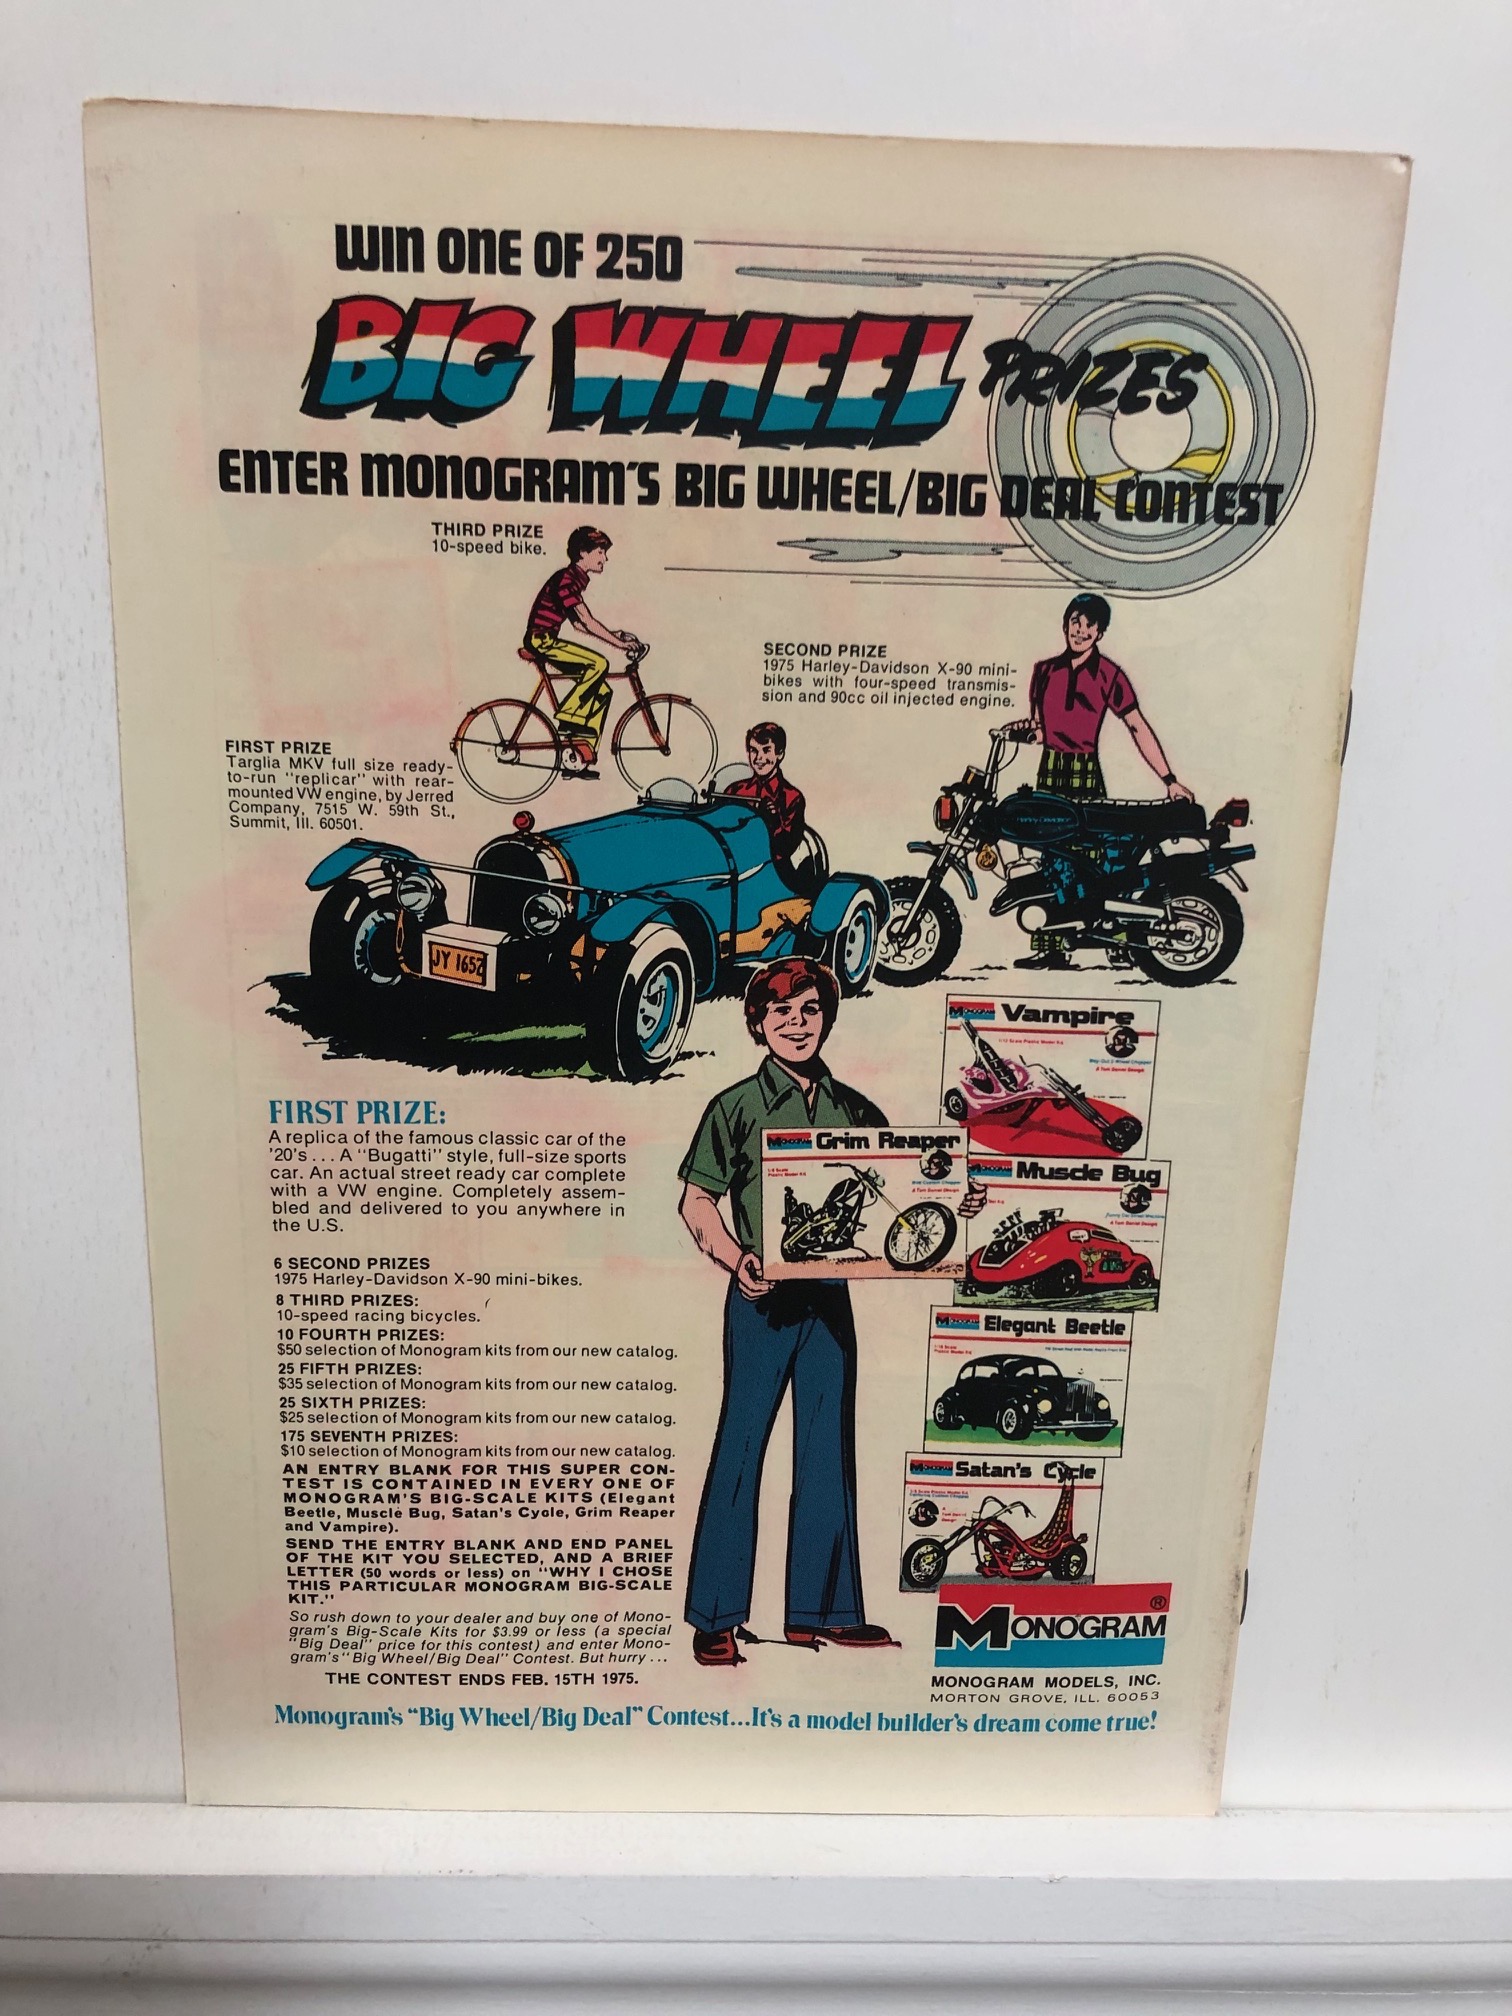 WIN ONE OF 250
BIG WHEEL PRIZES
ENTER MONOGRAM'S BIG WHEEL/BIG DEAL CONTEST
THIRD PRIZE
10-speed bike.
SECOND PRIZE
1975 Harley-Davidson X-90 mini-
bikes with four-speed transmis-
sion and 90cc oil injected engine.
FIRST PRIZE
Targlia MKV full size ready-
to-run "replicar" with rear-
mounted VW engine, by Jerred
Company, 7515 W. 59th St.,
Summit, Ill. 60501.
JY 1652
FIRST PRIZE:
A replica of the famous classic car of the
'20's ... A "Bugatti" style, full-size sports
car. An actual street ready car complete
with a VW engine. Completely assem-
bled and delivered to you anywhere in
the U.S.
6 SECOND PRIZES
1975 Harley-Davidson X-90 mini-bikes.
8 THIRD PRIZES:
10-speed racing bicycles.
10 FOURTH PRIZES:
$50 selection of Monogram kits from our new catalog.
25 FIFTH PRIZES:
$35 selection of Monogram kits from our new catalog.
25 SIXTH PRIZES:
$25 selection of Monogram kits from our new catalog.
175 SEVENTH PRIZES:
$10 selection of Monogram kits from our new catalog.
AN ENTRY BLANK FOR THIS SUPER CON-
TEST IS CONTAINED IN EVERY ONE OF
MONOGRAM'S BIG-SCALE KITS (Elegant
Beetle, Muscle Bug, Satan's Cycle, Grim Reaper
and Vampire).
SEND THE ENTRY BLANK AND END PANEL
OF THE KIT YOU SELECTED, AND A BRIEF
LETTER (50 words or less) on "WHY I CHOSE
THIS PARTICULAR MONOGRAM BIG-SCALE
KIT."
So rush down to your dealer and buy one of Mono-
gram's Big-Scale Kits for $3.99 or less (a special
"Big Deal" price for this contest) and enter Mono-
gram's "Big Wheel/Big Deal" Contest. But hurry ...
THE CONTEST ENDS FEB. 15TH 1975.
MONOGRAM Vampire
A Tom Daniel Design
MONOGRAM Grim Reaper
A Tom Daniel Design
MONOGRAM Muscle Bug
A Tom Daniel Design
MONOGRAM Elegant Beetle
MONOGRAM Satan's Cycle
MONOGRAM ®
MONOGRAM MODELS, INC.
MORTON GROVE, ILL. 60053
Monogram's "Big Wheel/Big Deal" Contest...It's a model builder's dream come true!